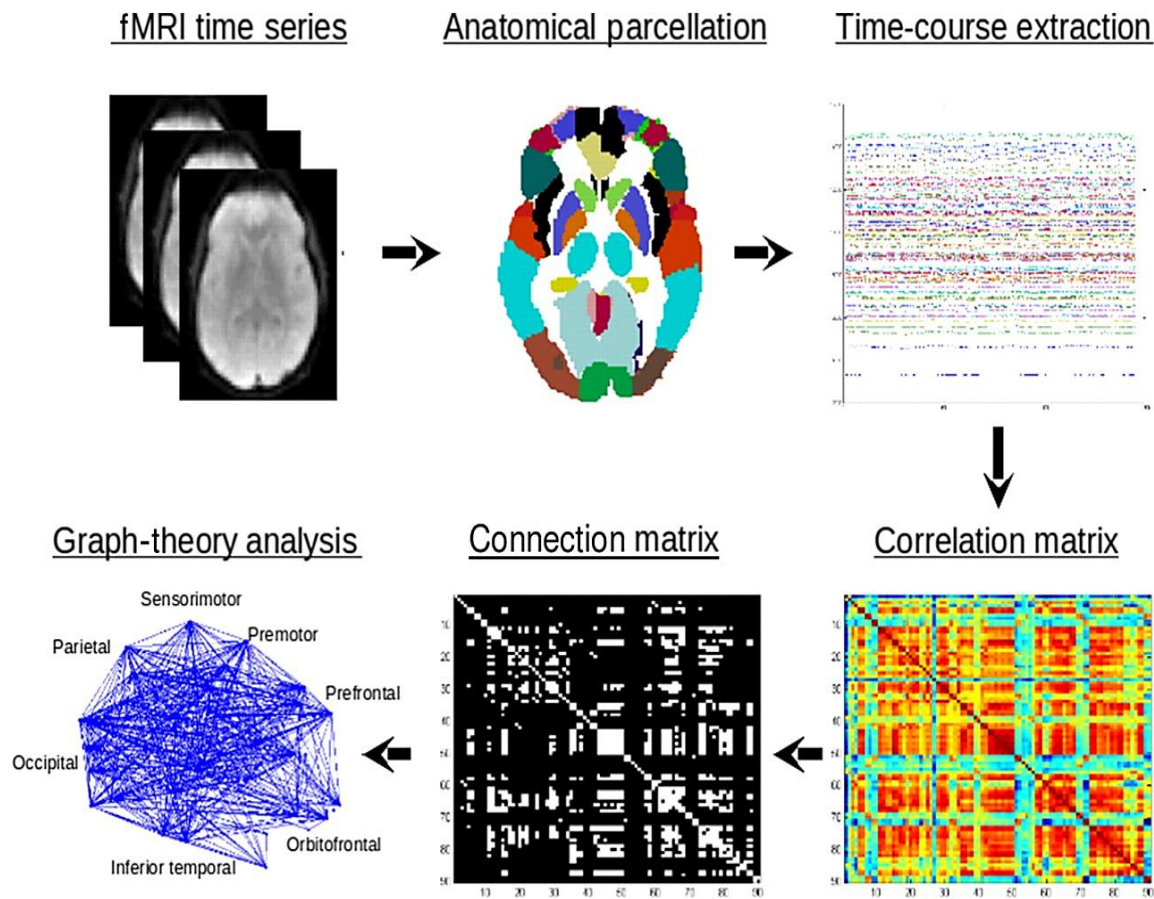 fMRI time series
Anatomical parcellation
Time-course extraction
Graph-theory analysis
Connection matrix
Correlation matrix
Sensorimotor
Parietal
Premotor
Prefrontal
Occipital
Orbitofrontal
Inferior temporal
10
20
30
40
50
60
70
80
90
10 20 30 40 50 60 70 80 90
10
20
30
40
50
60
70
80
90
10 20 30 40 50 60 70 80 90